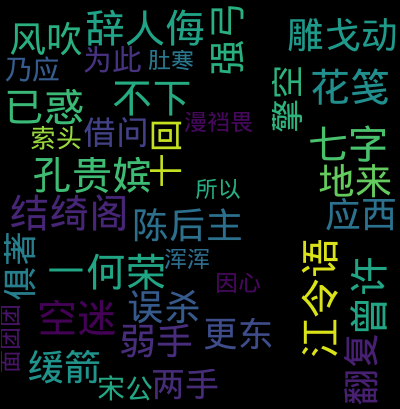 风吹
辞人侮
强弓
雕戈动
乃应
为此
肚寒
已惑
不下
擎空
花笺
索头
借问
十回
漫裆畏
七字
孔贵嫔
所以
地来
结绮阁
陈后主
应西
俱著
一何荣
浑浑
江令语
曾许
因心
空迷
误杀
面团团
弱手
更东
缓箭
宋公
两手
翻复